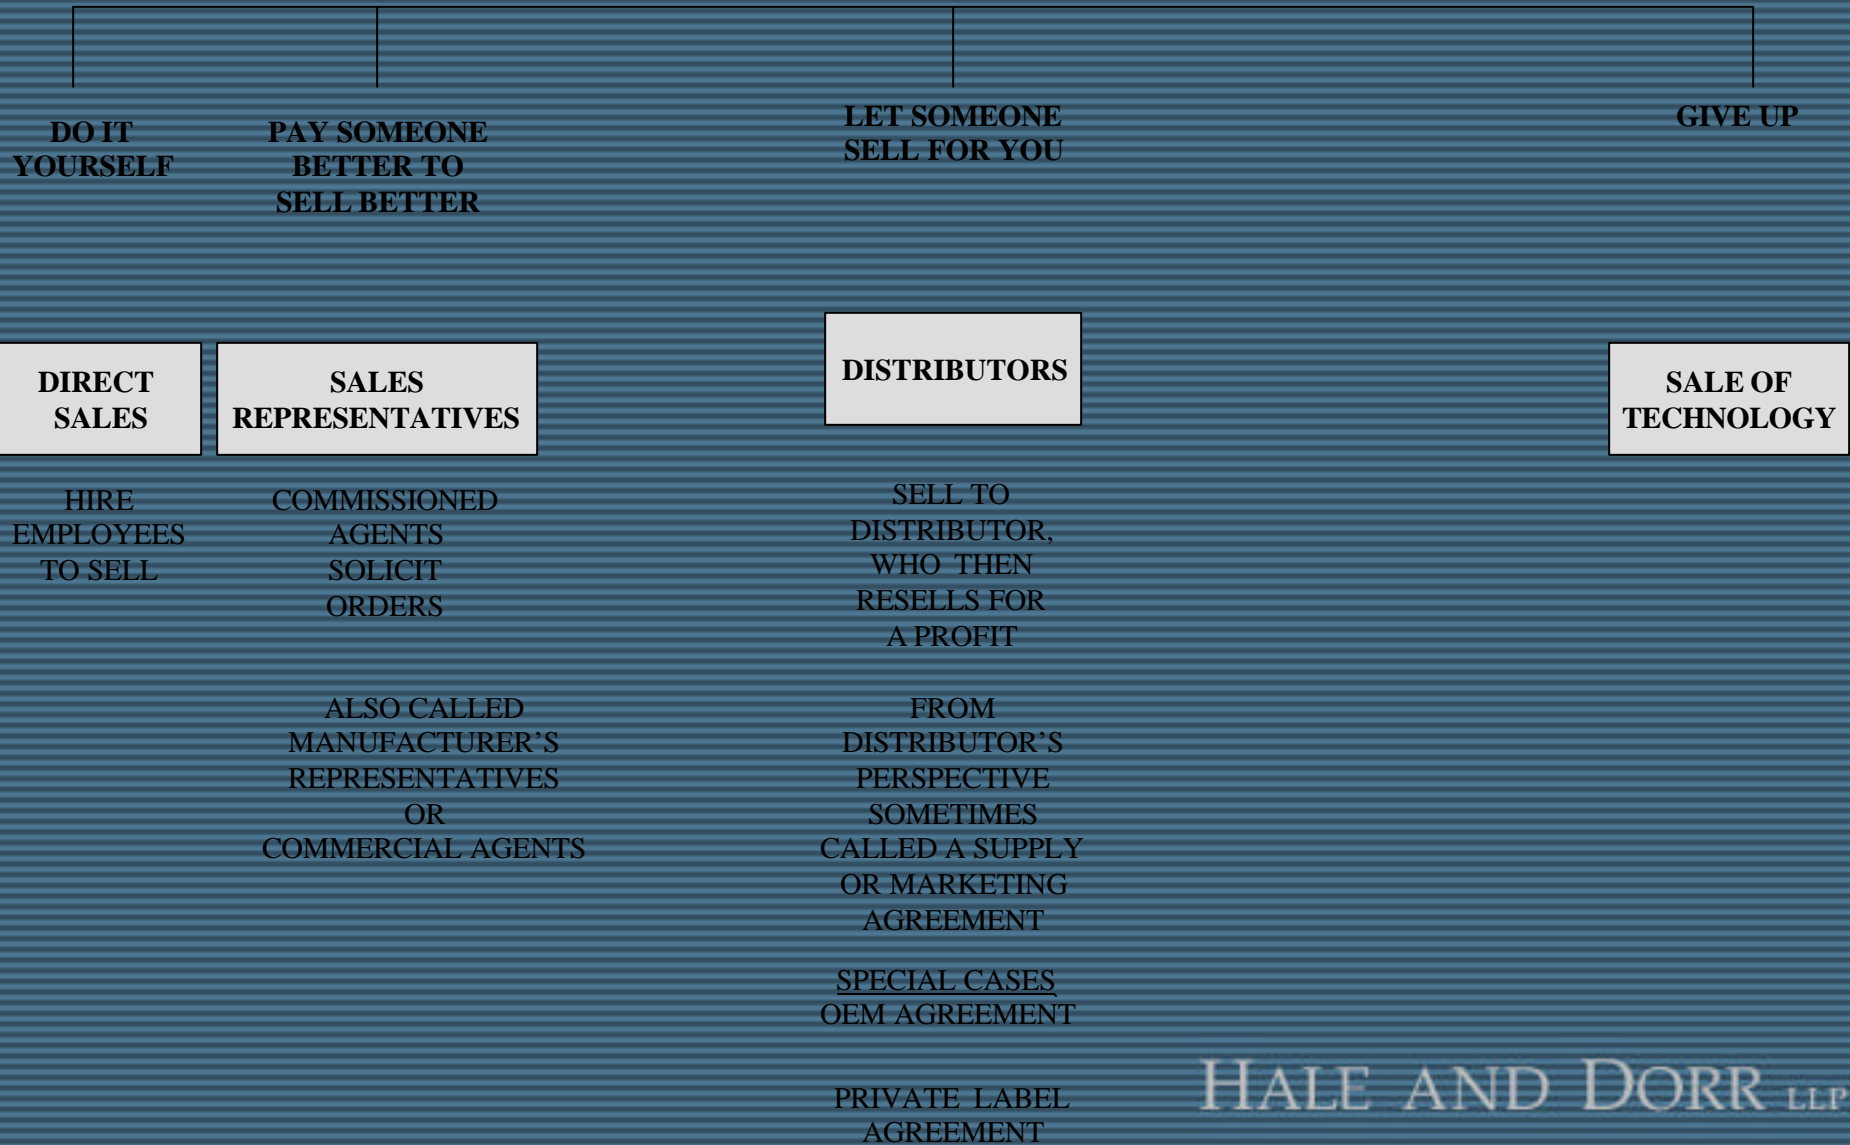 DO IT
YOURSELF
PAY SOMEONE
BETTER TO
SELL BETTER
LET SOMEONE
SELL FOR YOU
GIVE UP
DIRECT
SALES
SALES
REPRESENTATIVES
DISTRIBUTORS
SALE OF
TECHNOLOGY
HIRE
EMPLOYEES
TO SELL
COMMISSIONED
AGENTS
SOLICIT
ORDERS
ALSO CALLED
MANUFACTURER’S
REPRESENTATIVES
OR
COMMERCIAL AGENTS
SELL TO
DISTRIBUTOR,
WHO THEN
RESELLS FOR
A PROFIT
FROM
DISTRIBUTOR’S
PERSPECTIVE
SOMETIMES
CALLED A SUPPLY
OR MARKETING
AGREEMENT
SPECIAL CASES
OEM AGREEMENT
PRIVATE LABEL
AGREEMENT
HALE AND DORR LLP